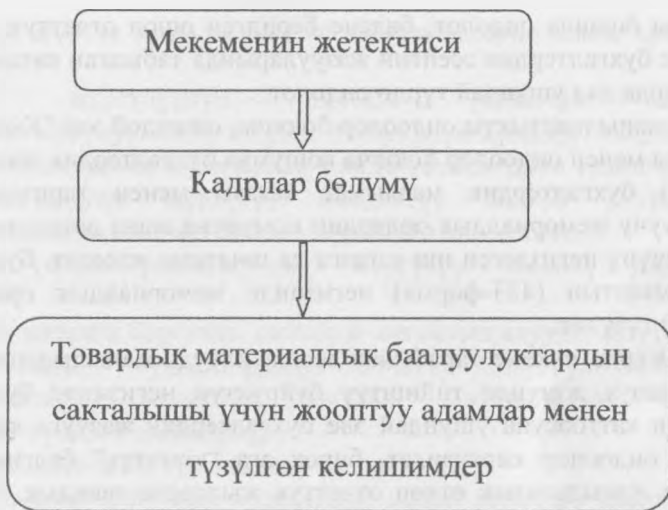 Мекеменин жетекчиси
Кадрлар бөлүмү
Товардык материалдык баалуулуктардын
сакталышы үчүн жооптуу адамдар менен
түзүлгөн келишимдер